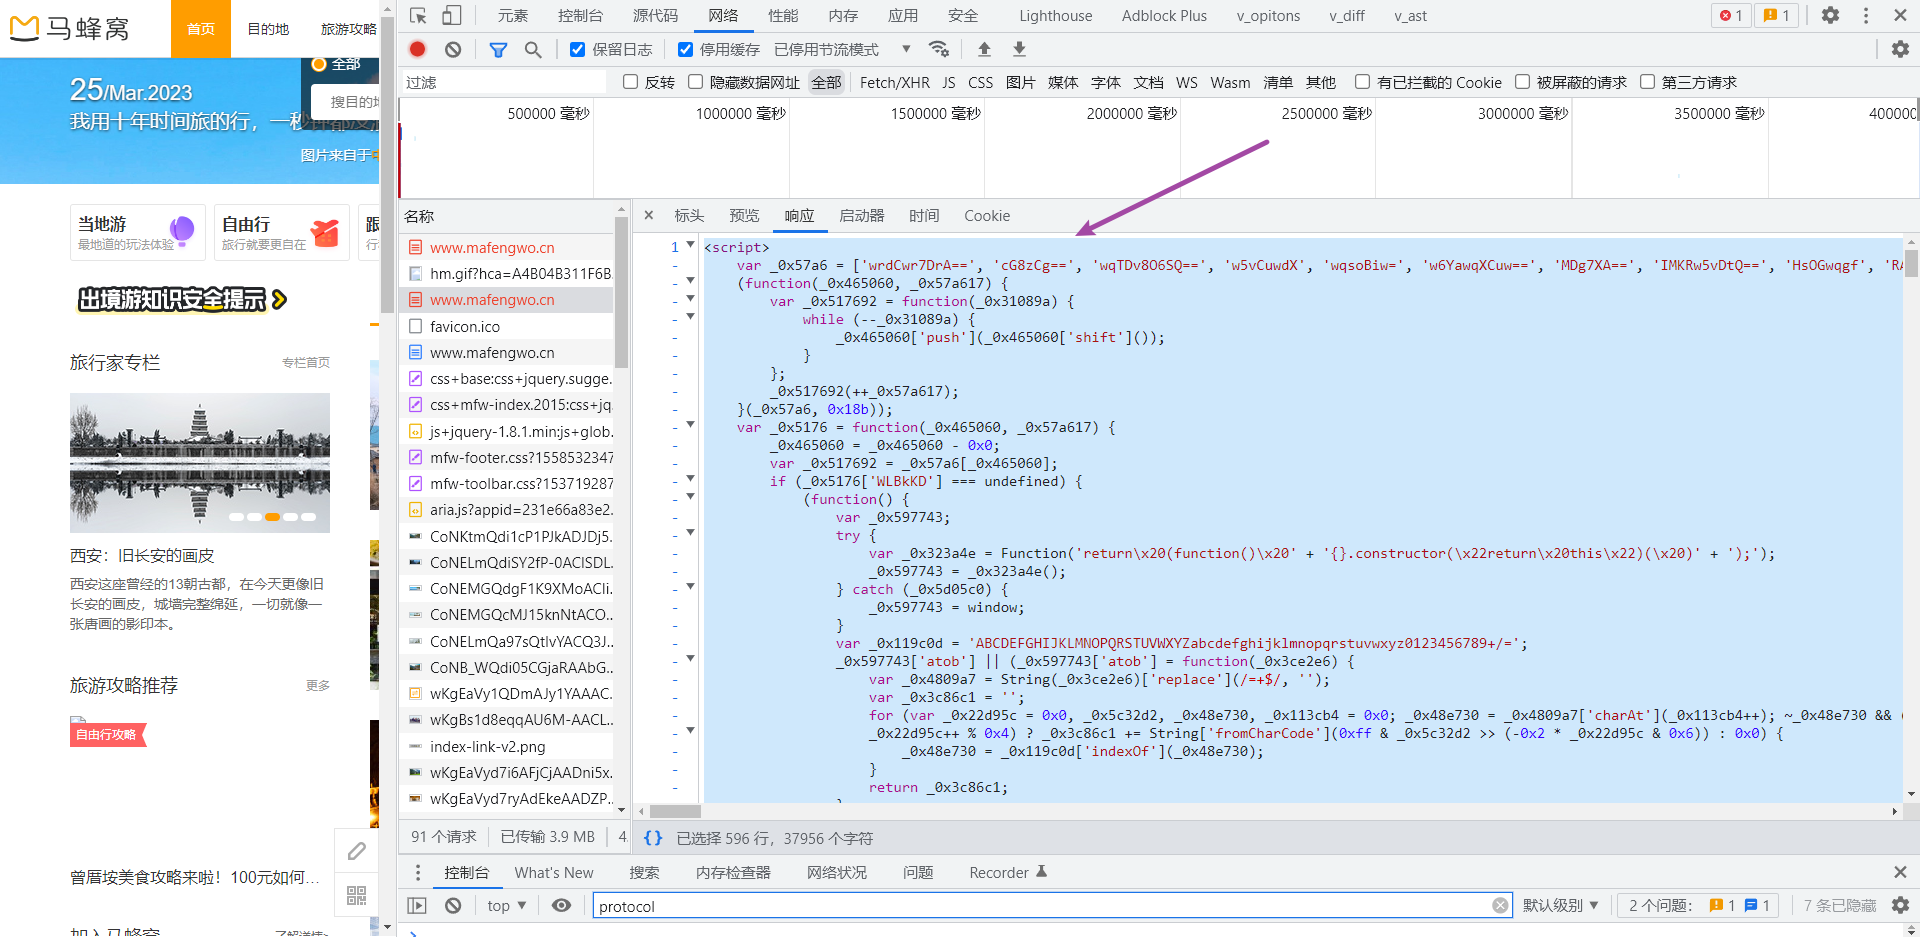 马蜂窝
首页
目的地
旅游攻略
全部
25/Mar.2023
搜目的地
我用十年时间旅的行，一秒
图片来自于
当地游
最地道的玩法体验
自由行
旅行就要更自在
出境游知识安全提示
旅行家专栏
专栏首页
西安：旧长安的画皮
西安这座曾经的13朝古都，在今天更像旧
长安的画皮，城墙完整绵延，一切就像一
张唐画的影印本。
旅游攻略推荐
更多
自由行攻略
曾厝垵美食攻略来啦！100元如何...
加入马蜂窝
了解详情>
元素
控制台
源代码
网络
性能
内存
应用
安全
Lighthouse
Adblock Plus
v_opitons
v_diff
v_ast
1
1
保留日志
停用缓存
已停用节流模式
过滤
反转
隐藏数据网址
全部
Fetch/XHR
JS
CSS
图片
媒体
字体
文档
WS
Wasm
清单
其他
有已拦截的 Cookie
被屏蔽的请求
第三方请求
500000 毫秒
1000000 毫秒
1500000 毫秒
2000000 毫秒
2500000 毫秒
3000000 毫秒
3500000 毫秒
400000
名称
www.mafengwo.cn
hm.gif?hca=A4B04B311F6B.
www.mafengwo.cn
favicon.ico
www.mafengwo.cn
css+base:css+jquery.sugge.
css+mfw-index.2015:css+jq
js+jquery-1.8.1.min:js+glob.
mfw-footer.css?1558532347
mfw-toolbar.css?153719287
aria.js?appid=231e66a83e2.
CoNKtmQdi1cP1PJkADJDj5.
CoNELmQdiSY2fP-0AClSDL.
CoNEMGQdgF1K9XMoACIi.
CoNEMGQcMJ15knNtACO..
CoNELmQa97sQtIvYACQ3J.
CoNB_WQdi05CGjaRAAbG..
wKgEaVy1QDmAJy1YAAAC.
wKgBs1d8eqqAU6M-AACL..
index-link-v2.png
wKgEaVyd7i6AFjCjAADni5x.
wKgEaVyd7ryAdEkeAADZP..
91 个请求
已传输 3.9 MB
4
标头
预览
响应
启动器
时间
Cookie
1
<script>
var _0x57a6 = ['wrdCwr7DrA==', 'cG8zCg==', 'wqTDv8O6SQ==', 'w5vCuwdX', 'wqsoBiw=', 'w6YawqXCuw==', 'MDg7XA==', 'IMKRw5vDtQ==', 'HsOGwqgf', 'RA
(function(_0x465060, _0x57a617) {
var _0x517692 = function(_0x31089a) {
while (--_0x31089a) {
_0x465060['push'](_0x465060['shift']());
}
};
_0x517692(++_0x57a617);
}(_0x57a6, 0x18b));
var _0x5176 = function(_0x465060, _0x57a617) {
_0x465060 = _0x465060 - 0x0;
var _0x517692 = _0x57a6[_0x465060];
if (_0x5176['WLBkKD'] === undefined) {
(function() {
var _0x597743;
try {
var _0x323a4e = Function('return\x20(function()\x20' + '{}.constructor(\x22return\x20this\x22)(\x20)' + ');');
_0x597743 = _0x323a4e();
} catch (_0x5d05c0) {
_0x597743 = window;
}
var _0x119c0d = 'ABCDEFGHIJKLMNOPQRSTUVWXYZabcdefghijklmnopqrstuvwxyz0123456789+/=';
_0x597743['atob'] || (_0x597743['atob'] = function(_0x3ce2e6) {
var _0x4809a7 = String(_0x3ce2e6)['replace'](/=+$/, '');
var _0x3c86c1 = '';
for (var _0x22d95c = 0x0, _0x5c32d2, _0x48e730, _0x113cb4 = 0x0; _0x48e730 = _0x4809a7['charAt'](_0x113cb4++); ~_0x48e730 && (
_0x22d95c++ % 0x4) ? _0x3c86c1 += String['fromCharCode'](0xff & _0x5c32d2 >> (-0x2 * _0x22d95c & 0x6)) : 0x0) {
_0x48e730 = _0x119c0d['indexOf'](_0x48e730);
}
return _0x3c86c1;
{} 已选择 596 行，37956 个字符
控制台
What's New
搜索
内存检查器
网络状况
问题
Recorder
top
protocol
默认级别
2 个问题：
1
1
7 条已隐藏